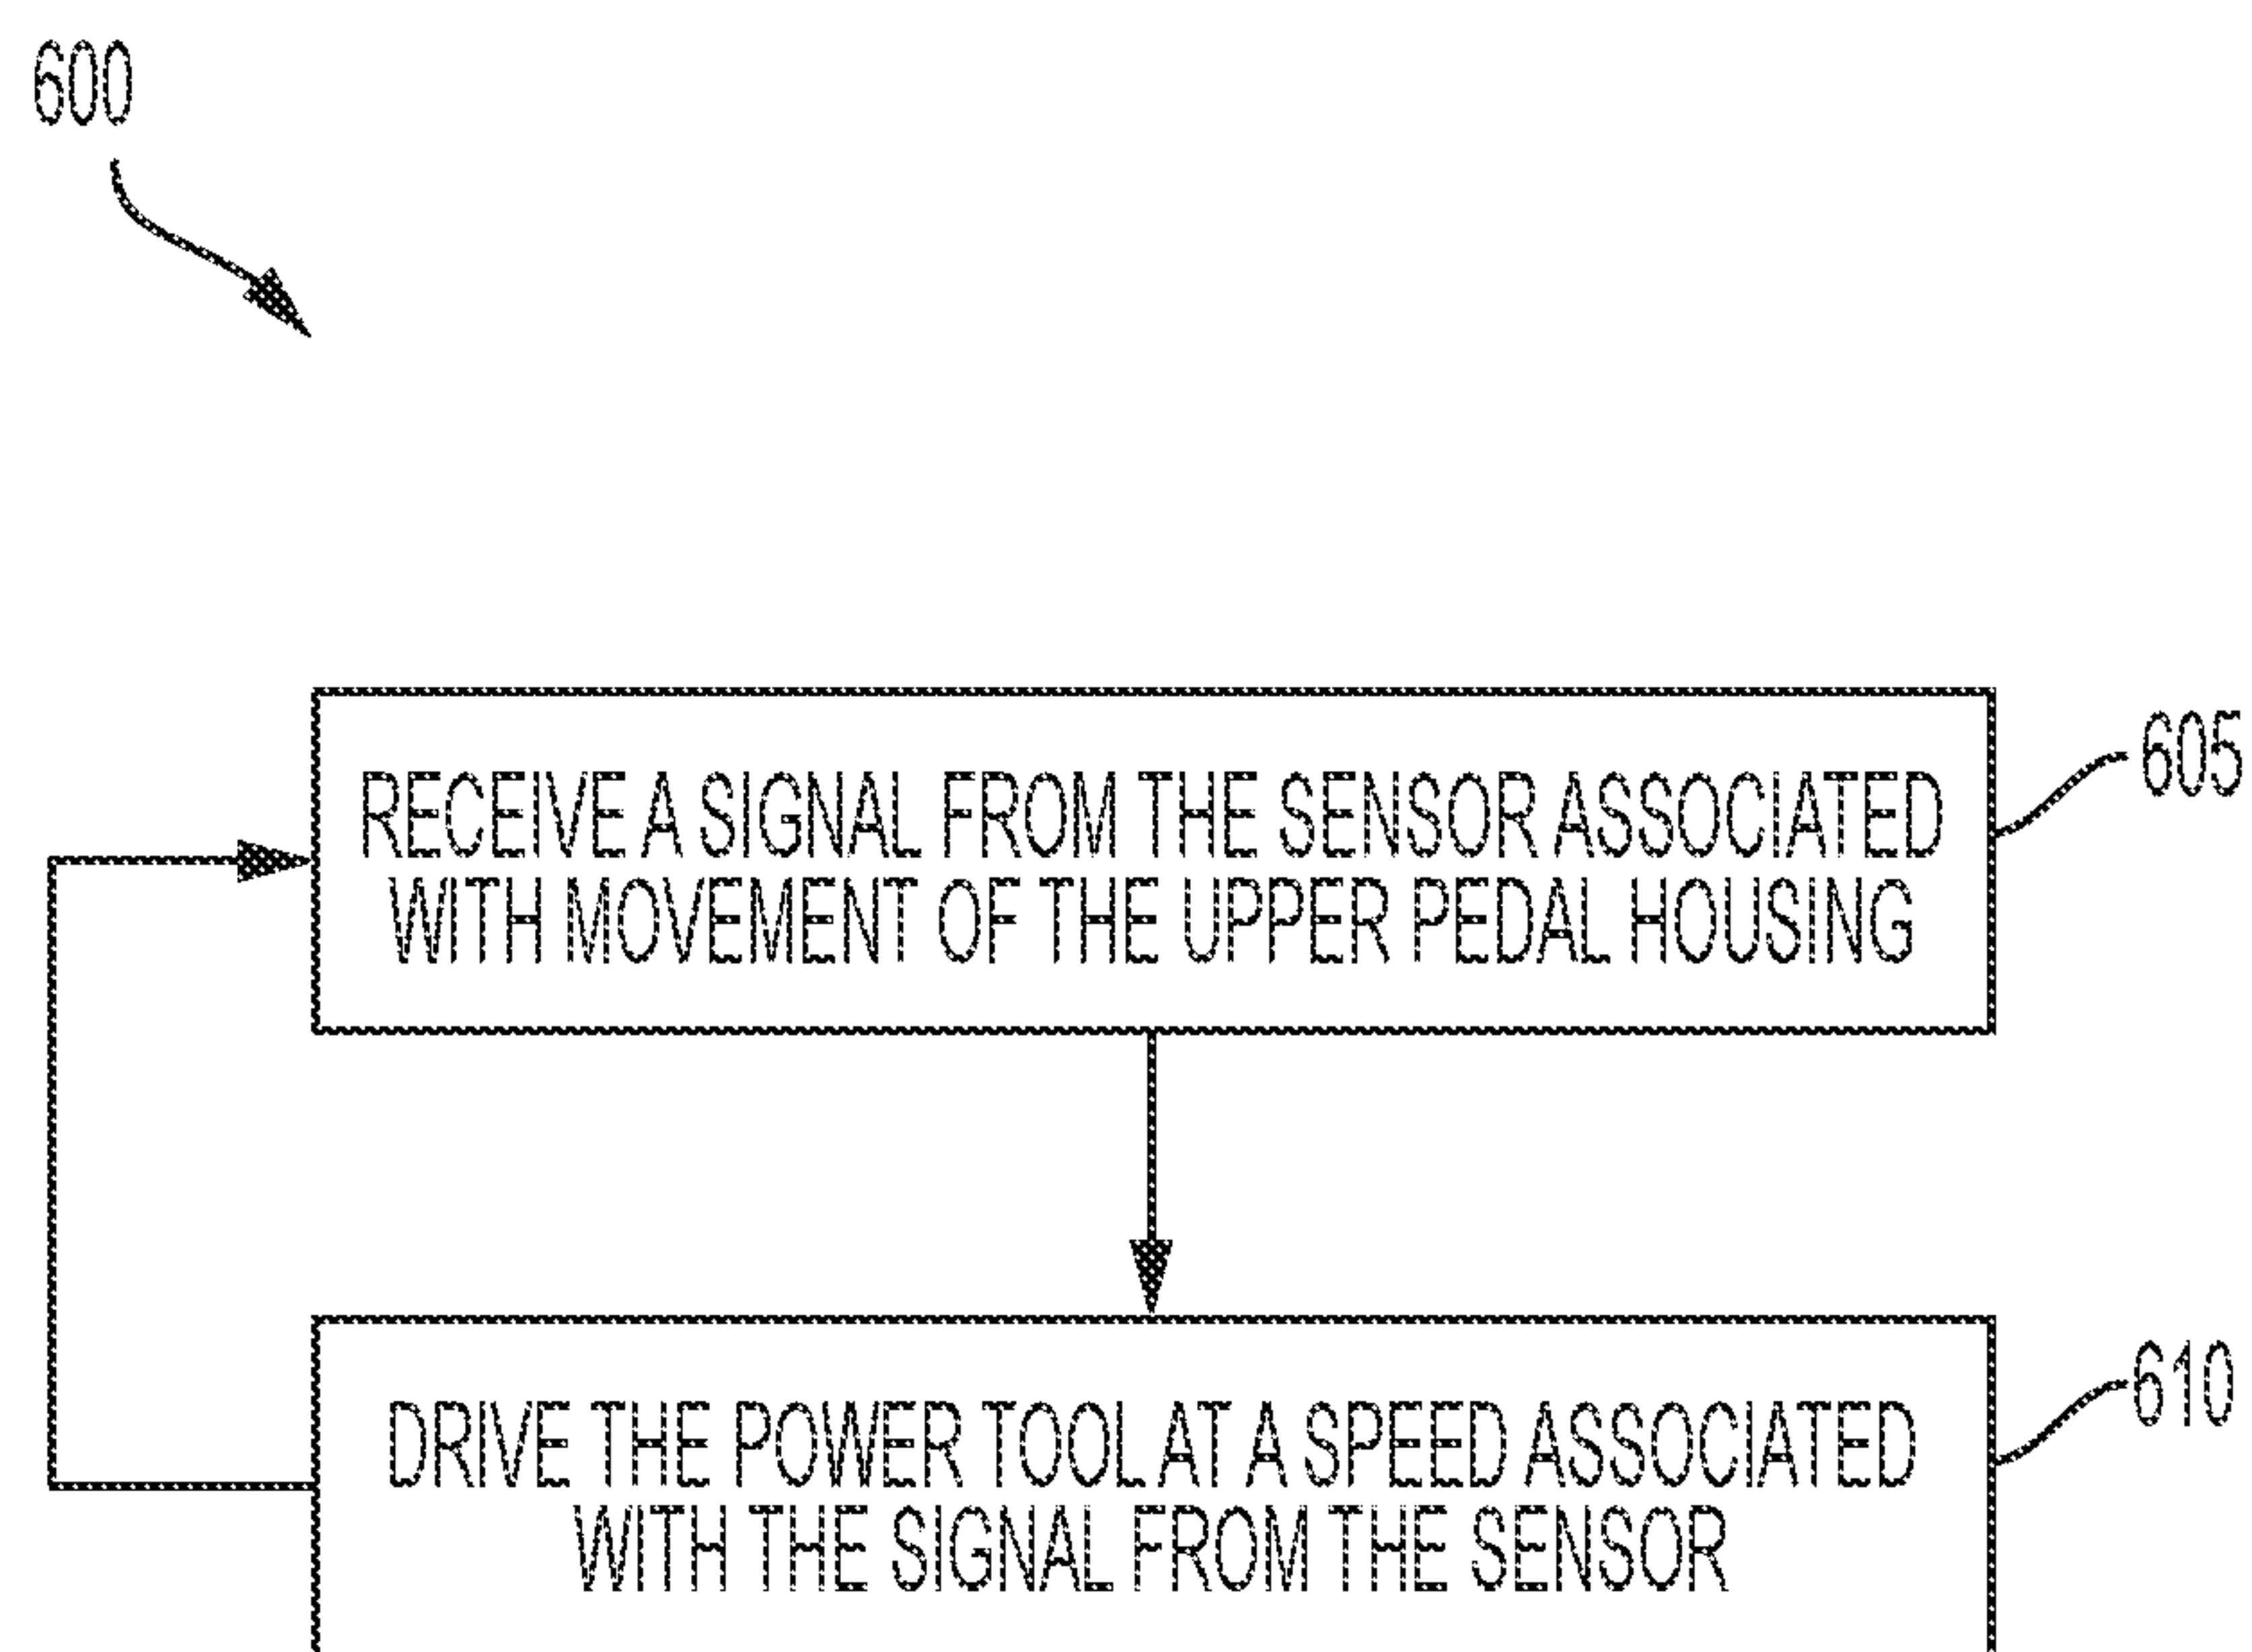 600
RECEIVE A SIGNAL FROM THE SENSOR ASSOCIATED
WITH MOVEMENT OF THE UPPER PEDAL HOUSING
605
DRIVE THE POWER TOOL AT A SPEED ASSOCIATED
WITH THE SIGNAL FROM THE SENSOR
610